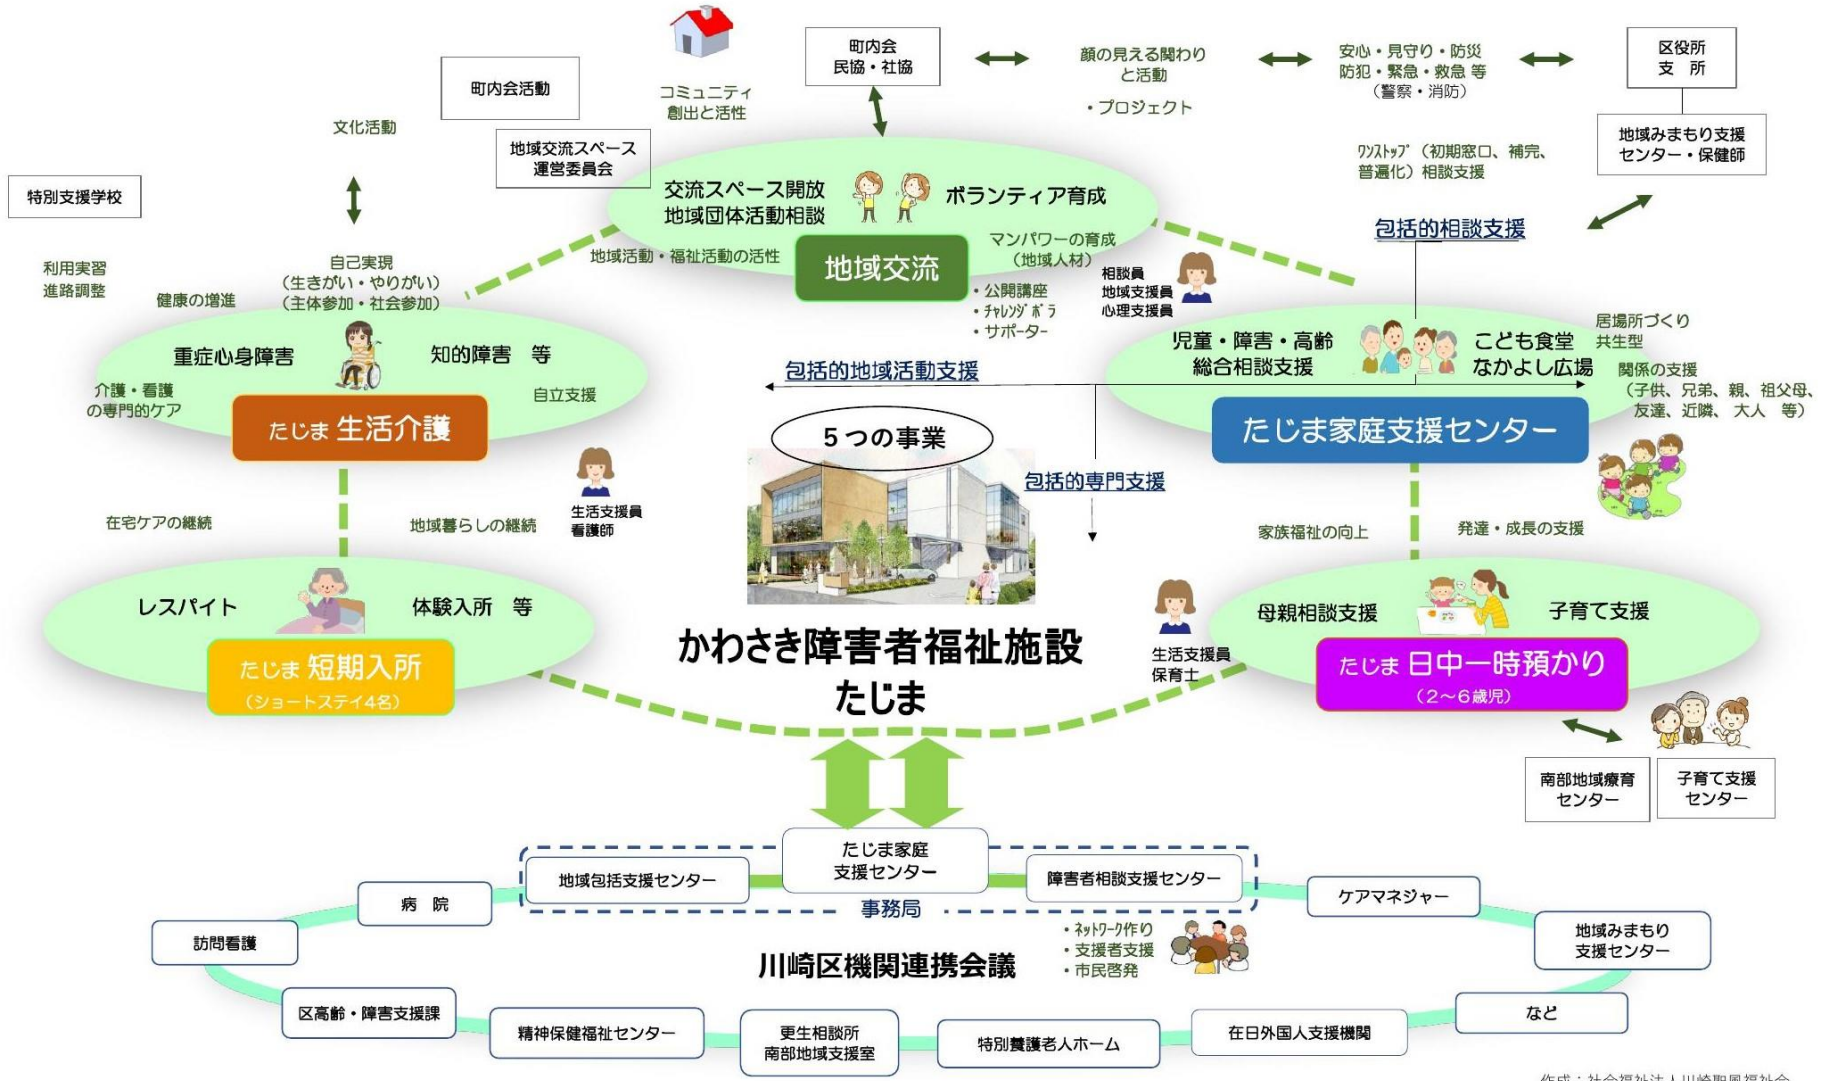 町内会
民協・社協
顔の見える関わり
と活動
・プロジェクト
安心・見守り・防災
防犯・緊急・救急 等
（警察・消防）
区役所
支　所
地域みまもり支援
センター・保健師
町内会活動
コミュニティ
創出と活性
文化活動
地域交流スペース
運営委員会
ﾜﾝｽﾄｯﾌﾟ（初期窓口、補完、
普遍化）相談支援
特別支援学校
交流スペース開放
地域団体活動相談
ボランティア育成
包括的相談支援
地域活動・福祉活動の活性
地域交流
マンパワーの育成
（地域人材）
・公開講座
・ﾁｬﾚﾝｼﾞﾎﾞﾗ
・サポーター
相談員
地域支援員
心理支援員
利用実習
進路調整
健康の増進
自己実現
（生きがい・やりがい）
（主体参加・社会参加）
重症心身障害
知的障害　等
介護・看護
の専門的ケア
自立支援
たじま 生活介護
包括的地域活動支援
児童・障害・高齢
総合相談支援
こども食堂
なかよし広場
居場所づくり
共生型
関係の支援
（子供、兄弟、親、祖父母、
友達、近隣、大人　等）
たじま家庭支援センター
５つの事業
包括的専門支援
生活支援員
看護師
在宅ケアの継続
地域暮らしの継続
家族福祉の向上
発達・成長の支援
レスパイト
体験入所　等
たじま 短期入所
（ショートステイ4名）
かわさき障害者福祉施設
たじま
生活支援員
保育士
母親相談支援
子育て支援
たじま 日中一時預かり
（２～６歳児）
南部地域療育
センター
子育て支援
センター
たじま家庭
支援センター
地域包括支援センター
障害者相談支援センター
事務局
病　院
ケアマネジャー
訪問看護
地域みまもり
支援センター
川崎区機関連携会議
・ﾈｯﾄﾜｰｸ作り
・支援者支援
・市民啓発
区高齢・障害支援課
精神保健福祉センター
更生相談所
南部地域支援室
特別養護老人ホーム
在日外国人支援機関
など
作成：社会福祉法人川崎聖風福祉会